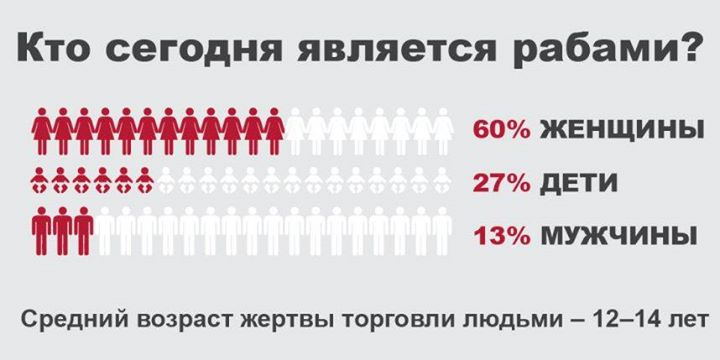 Кто сегодня является рабами?
60% ЖЕНЩИНЫ
27% ДЕТИ
13% МУЖЧИНЫ
Средний возраст жертвы торговли людьми – 12–14 лет